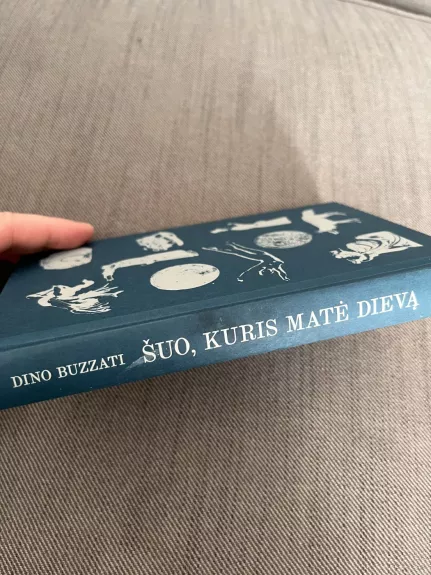 DINO BUZZATI ŠUO, KURIS MATĖ DIEVĄ